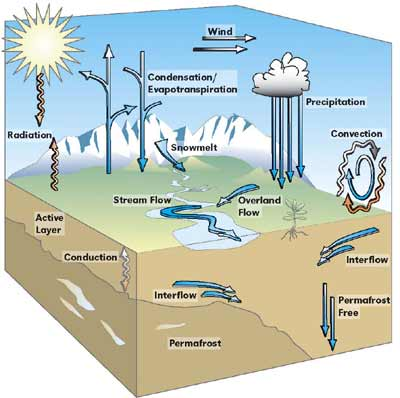 Wind
Condensation/
Evapotranspiration
Precipitation
Radiation
Snowmelt
Convection
Stream Flow
Overland
Flow
Active
Layer
Conduction
Interflow
Interflow
Permafrost
Free
Permafrost